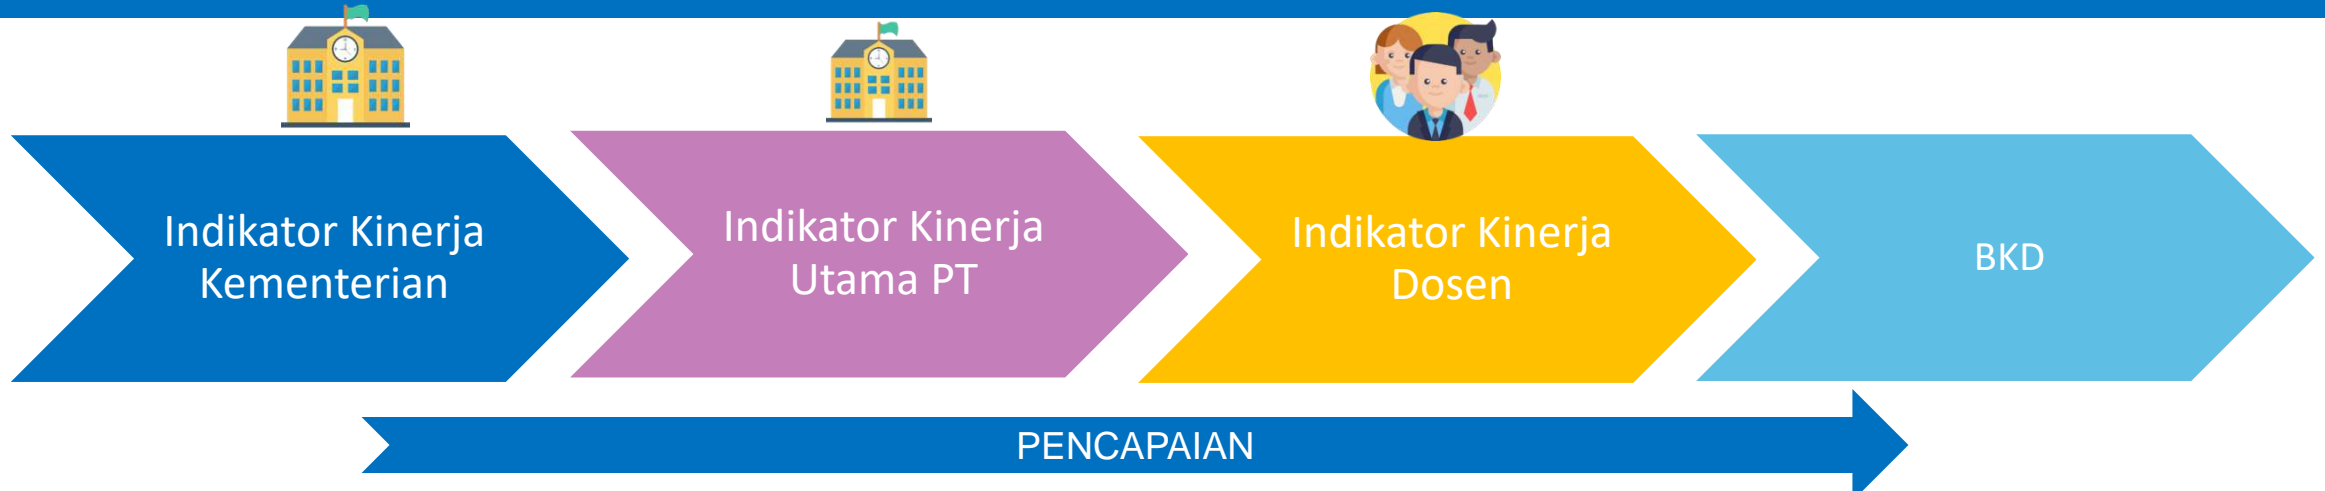 Indikator Kinerja
Kementerian
Indikator Kinerja
Utama PT
Indikator Kinerja
Dosen
BKD
PENCAPAIAN